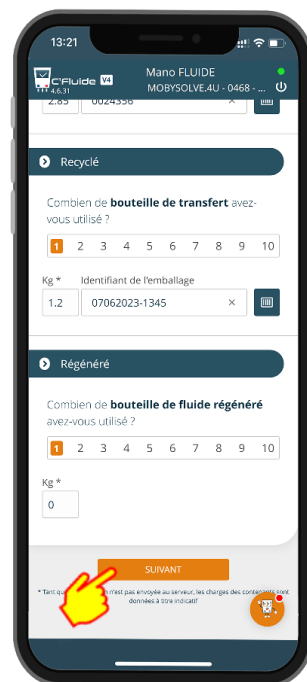 13:21
C'Fluide V4
4.6.31
Mano FLUIDE
MOBYSOLVE.4U - 0468 - ...
2.85 0024356 ×
Recyclé
Combien de bouteille de transfert avez-
vous utilisé ?
1 2 3 4 5 6 7 8 9 10
Kg * Identifiant de l'emballage
1.2 07062023-1345 ×
Régénéré
Combien de bouteille de fluide régénéré
avez-vous utilisé ?
1 2 3 4 5 6 7 8 9 10
Kg *
0
SUIVANT
* Tant n'est pas envoyée au serveur, les charges des contenants sont
données à titre indicatif